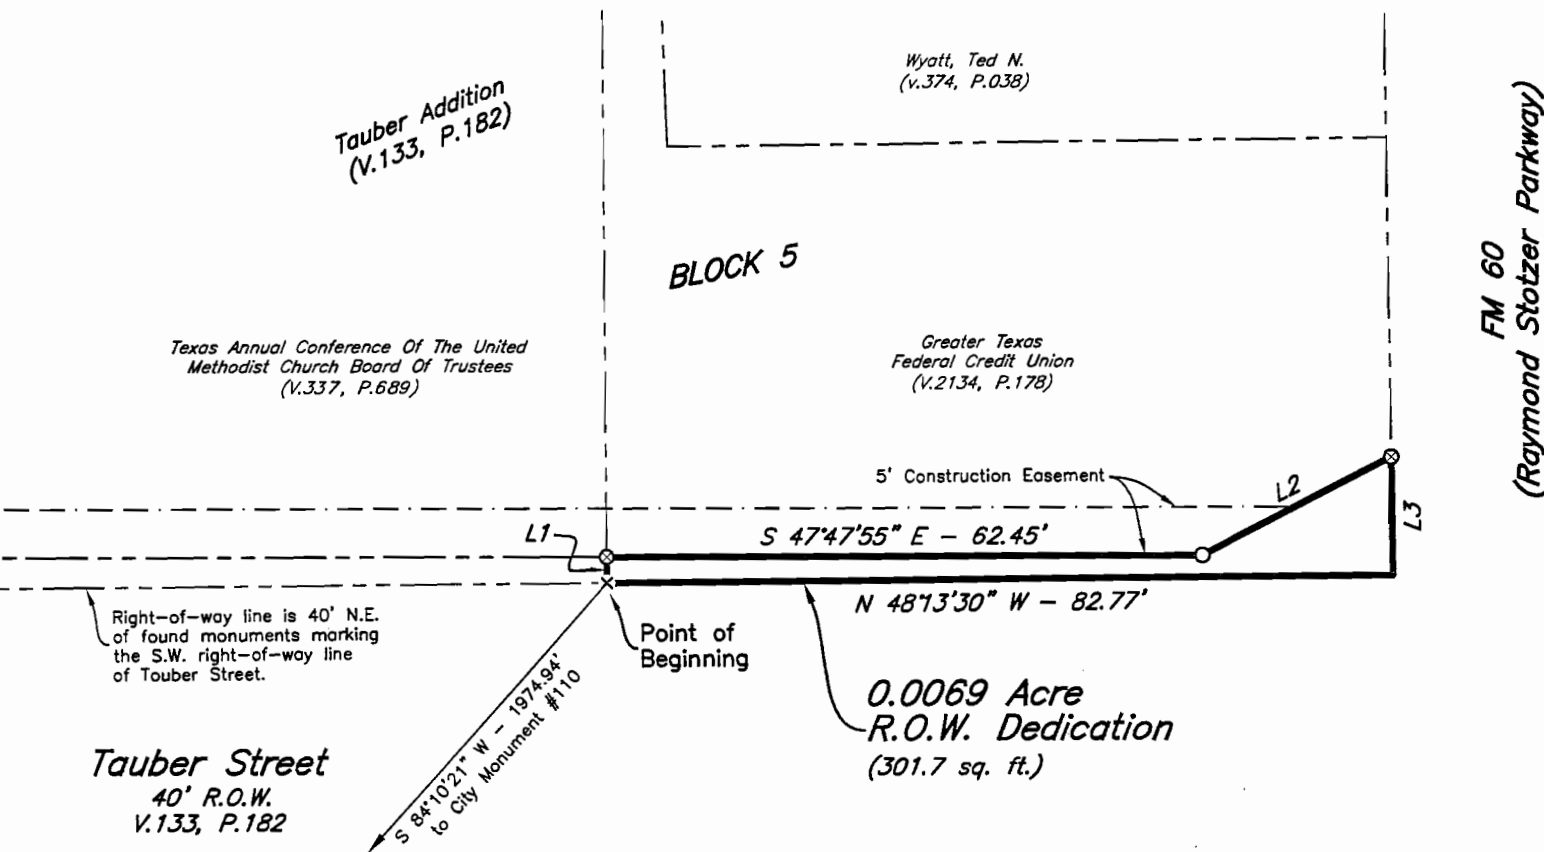 Wyatt, Ted N.
(v.374, P.038)
Tauber Addition
(V.133, P.182)
FM 60
(Raymond Stotzer Parkway)
BLOCK 5
Texas Annual Conference Of The United
Methodist Church Board Of Trustees
(V.337, P.689)
Greater Texas
Federal Credit Union
(V.2134, P.178)
5' Construction Easement
L2
L3
L1
S 47°47'55" E - 62.45'
N 48°13'30" W - 82.77'
Right-of-way line is 40' N.E.
of found monuments marking
the S.W. right-of-way line
of Touber Street.
Point of
Beginning
S 84°10'21" W - 1974.94'
to City Monument #110
0.0069 Acre
R.O.W. Dedication
(301.7 sq. ft.)
Tauber Street
40' R.O.W.
V.133, P.182